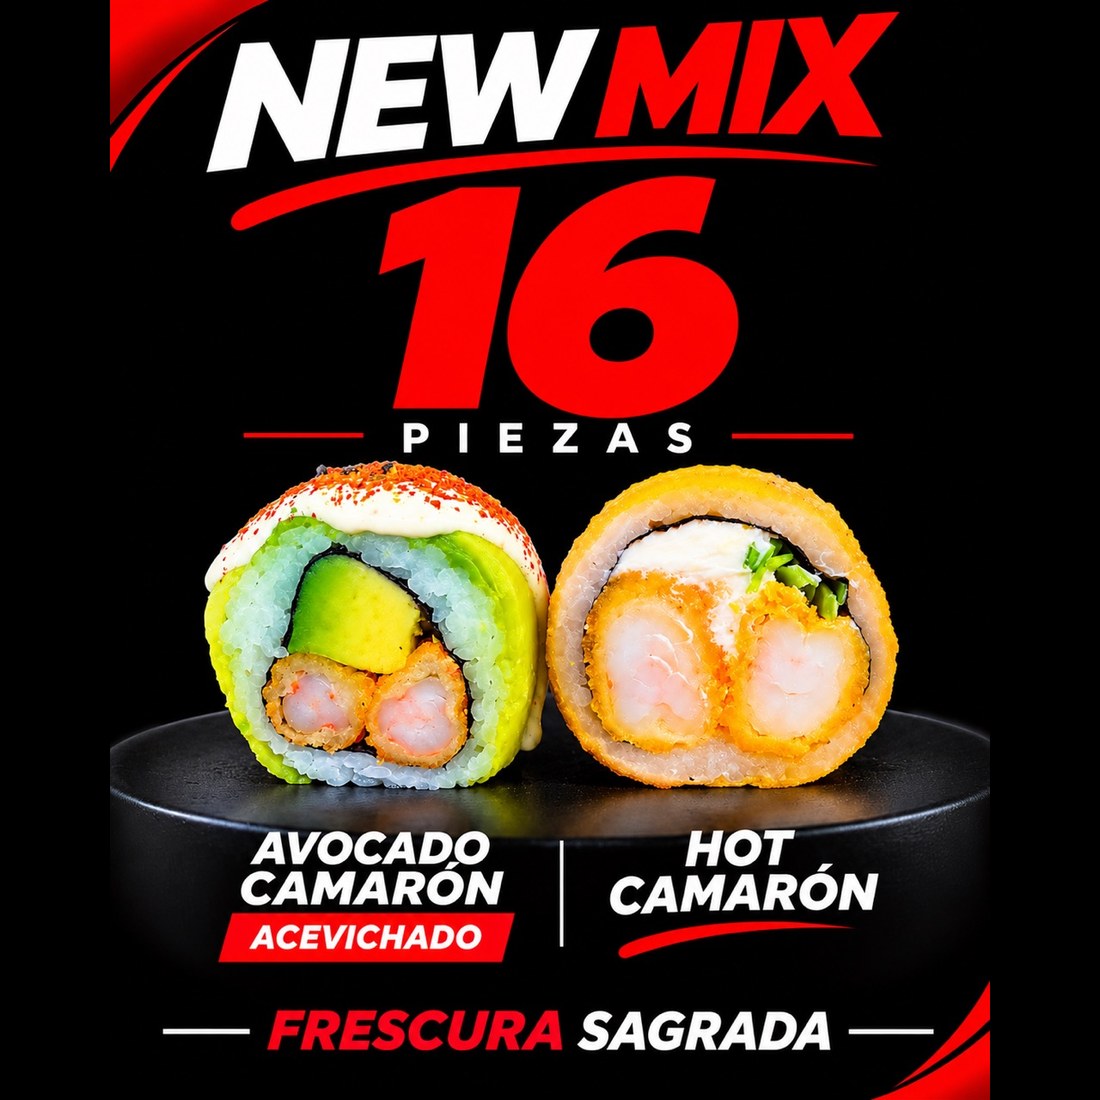 NEW MIX
16
PIEZAS
AVOCADO
CAMARÓN
ACEVICHADO
HOT
CAMARÓN
FRESCURA SAGRADA